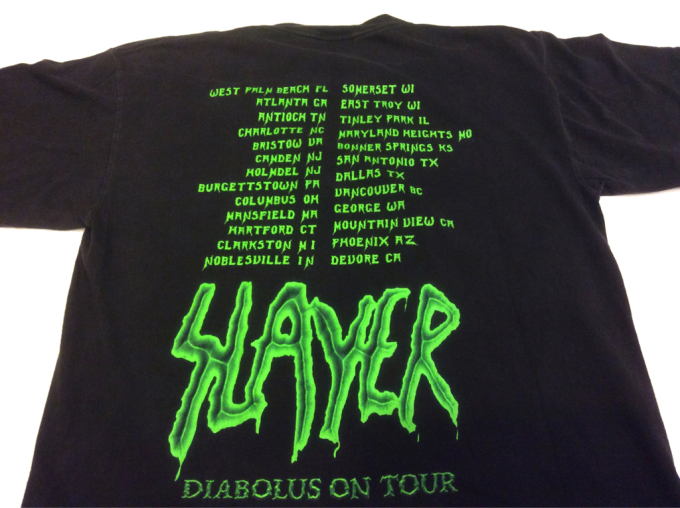 WEST PALM BEACH FL
ATLANTA GA
ANTIOCH TN
CHARLOTTE NC
BRISTOW VA
CAMDEN NJ
HOLMDEL NJ
BURGETTSTOWN PA
COLUMBUS OH
MANSFIELD MA
HARTFORD CT
CLARKSTON MI
NOBLESVILLE IN
SOMERSET WI
EAST TROY WI
TINLEY PARK IL
MARYLAND HEIGHTS MO
BONNER SPRINGS KS
SAN ANTONIO TX
DALLAS TX
VANCOUVER BC
GEORGE WA
MOUNTAIN VIEW CA
PHOENIX AZ
DEVORE CA
SLAYER
DIABOLUS ON TOUR